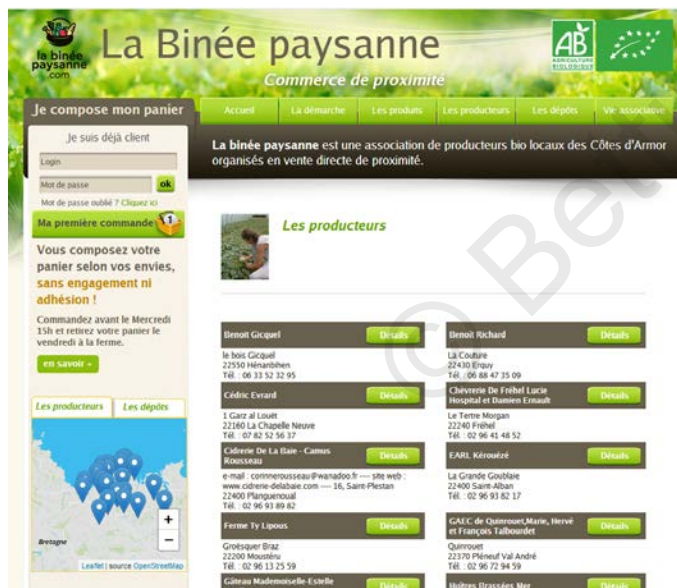 la binée
paysanne
.com
La Binée paysanne
Commerce de proximité
AB
AGRICULTURE
BIOLOGIQUE
Je compose mon panier
Accueil
La démarche
Les produits
Les producteurs
Les dépôts
Vie associative
Je suis déjà client
Login
Mot de passe
ok
Mot de passe oublié ? Cliquez ici
Ma première commande
1
Vous composez votre
panier selon vos envies,
sans engagement ni
adhésion !
Commandez avant le Mercredi
15h et retirez votre panier le
vendredi à la ferme.
en savoir +
Les producteurs
Les dépôts
Bretagne
+
−
Leaflet | source OpenStreetMap
La binée paysanne est une association de producteurs bio locaux des Côtes d'Armor
organisés en vente directe de proximité.
Les producteurs
Benoit Gicquel
Détails
le bois Gicquel
22550 Hénanbihen
Tél. : 06 33 52 32 95
Benoit Richard
Détails
La Couture
22430 Erquy
Tél. : 06 88 47 35 09
Cédric Evrard
Détails
1 Garz al Louët
22160 La Chapelle Neuve
Tél. : 07 82 52 56 37
Chèvrerie De Fréhel Lucie
Hospital et Damien Ernault
Détails
Le Tertre Morgan
22240 Fréhel
Tél. : 02 96 41 48 52
Cidrerie De La Baie - Camus
Rousseau
Détails
e-mail : corinnerousseau@wanadoo.fr ---- site web :
www.cidrerie-delabaie.com ---- 16, Saint-Plestan
22400 Planguenoual
Tél. : 02 96 93 89 82
EARL Kérouéré
Détails
La Grande Goublaie
22400 Saint-Alban
Tél. : 02 96 93 82 17
Ferme Ty Lipous
Détails
Groësquer Braz
22200 Moustéru
Tél. : 02 96 13 25 59
GAEC de Quinrouet,Marie, Hervé
et François Talbourdet
Détails
Quinrouet
22370 Pléneuf Val André
Tél. : 02 96 72 94 59
Gâteau Mademoiselle-Estelle
Détails
Huîtres Brassées Mer
Détails
© Bet